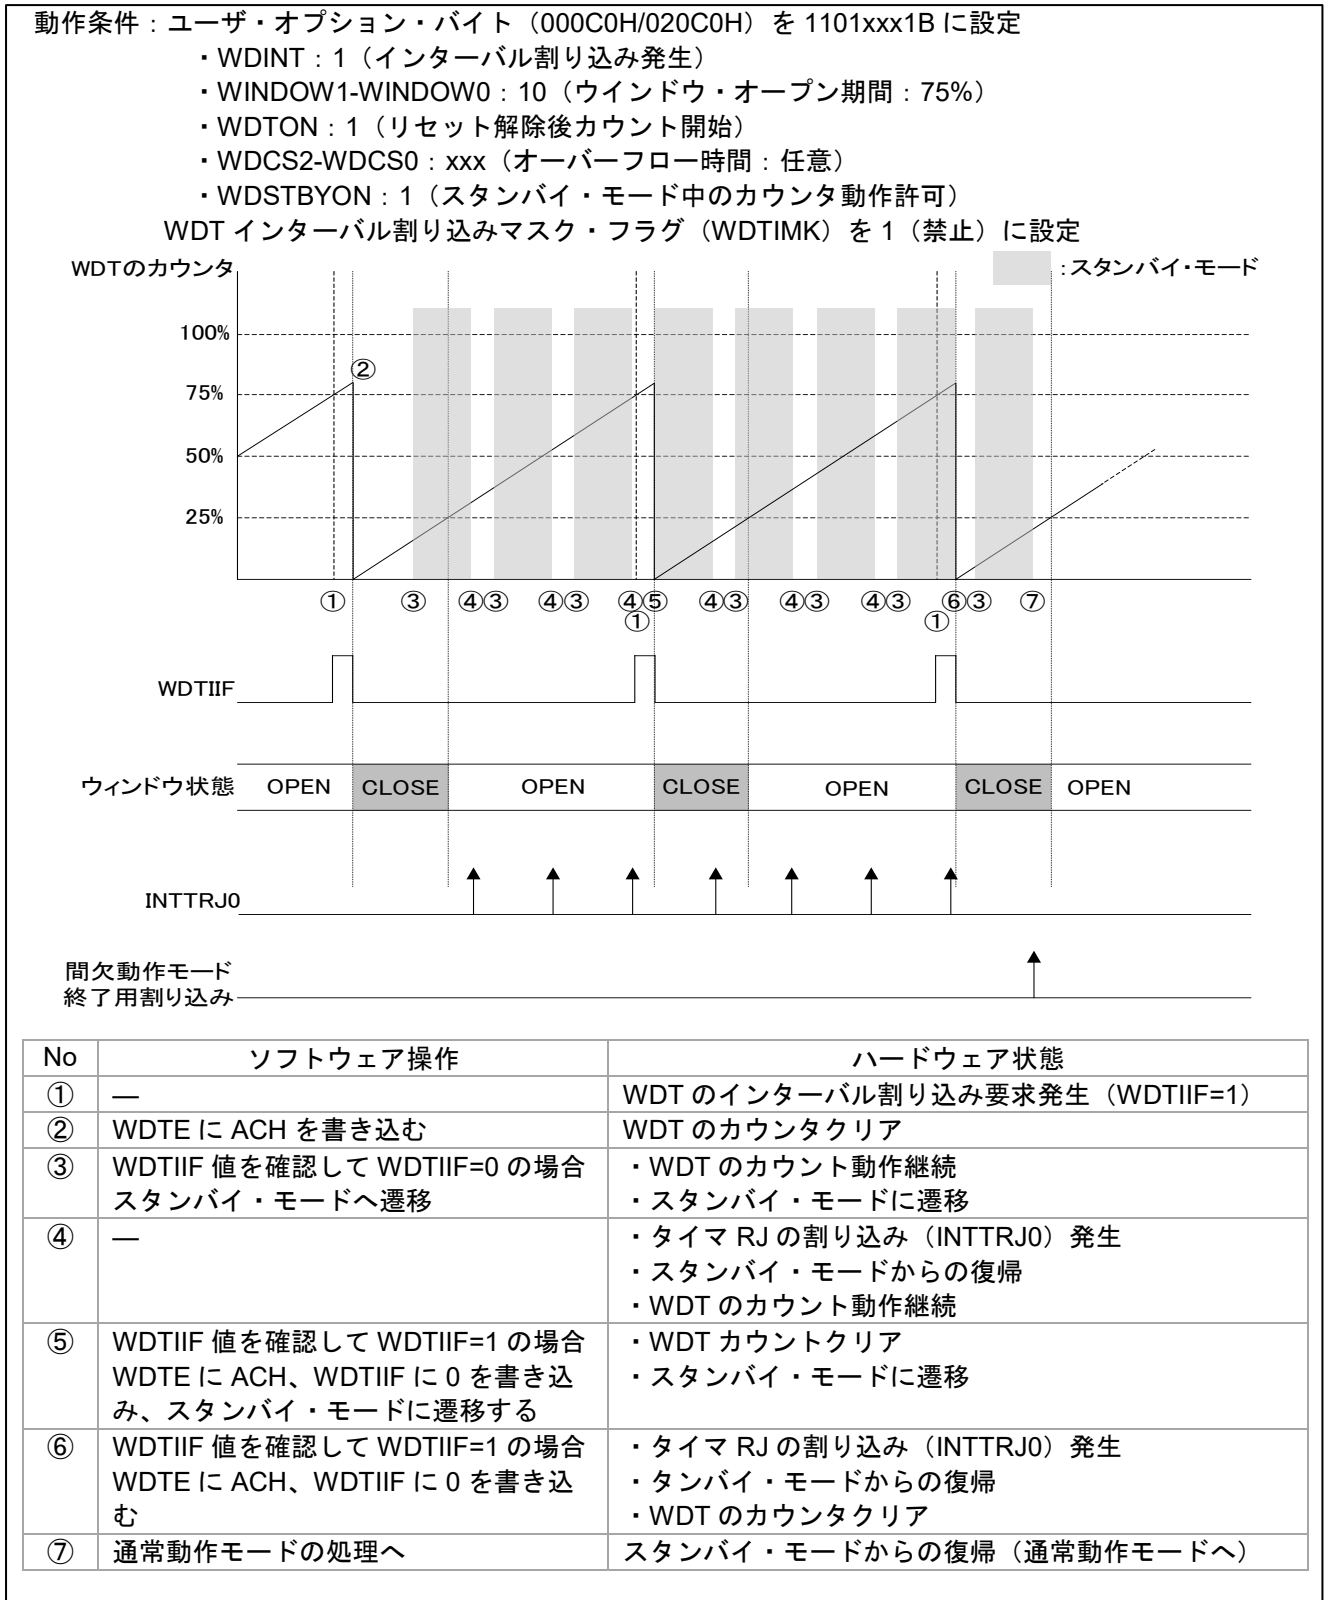 動作条件：ユーザ・オプション・バイト（000C0H/020C0H）を 1101xxx1B に設定
・WDINT：1（インターバル割り込み発生）
・WINDOW1-WINDOW0：10（ウインドウ・オープン期間：75%）
・WDTON：1（リセット解除後カウント開始）
・WDCS2-WDCS0：xxx（オーバーフロー時間：任意）
・WDSTBYON：1（スタンバイ・モード中のカウンタ動作許可）
WDT インターバル割り込みマスク・フラグ（WDTIMK）を 1（禁止）に設定
WDTのカウンタ
：スタンバイ・モード
100%
②
75%
50%
25%
① ③ ④③ ④③ ④⑤ ④③ ④③ ④③ ⑥③ ⑦
① ①
WDTIIF
ウィンドウ状態 OPEN CLOSE OPEN CLOSE OPEN CLOSE OPEN
INTTRJ0
間欠動作モード
終了用割り込み
No ソフトウェア操作 ハードウェア状態
① ― WDT のインターバル割り込み要求発生（WDTIIF=1）
② WDTE に ACH を書き込む WDT のカウンタクリア
③ WDTIIF 値を確認して WDTIIF=0 の場合 ・WDT のカウント動作継続
スタンバイ・モードへ遷移 ・スタンバイ・モードに遷移
④ ― ・タイマ RJ の割り込み（INTTRJ0）発生
・スタンバイ・モードからの復帰
・WDT のカウント動作継続
⑤ WDTIIF 値を確認して WDTIIF=1 の場合 ・WDT カウントクリア
WDTE に ACH、WDTIIF に 0 を書き込 ・スタンバイ・モードに遷移
み、スタンバイ・モードに遷移する
⑥ WDTIIF 値を確認して WDTIIF=1 の場合 ・タイマ RJ の割り込み（INTTRJ0）発生
WDTE に ACH、WDTIIF に 0 を書き込 ・タンバイ・モードからの復帰
む ・WDT のカウンタクリア
⑦ 通常動作モードの処理へ スタンバイ・モードからの復帰（通常動作モードへ）